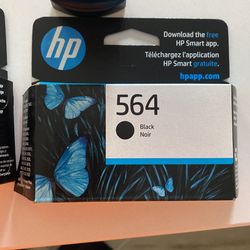 hp
Download the free
HP Smart app.
Téléchargez l'application
HP Smart gratuite.
hpapp.com
564
Black
Noir